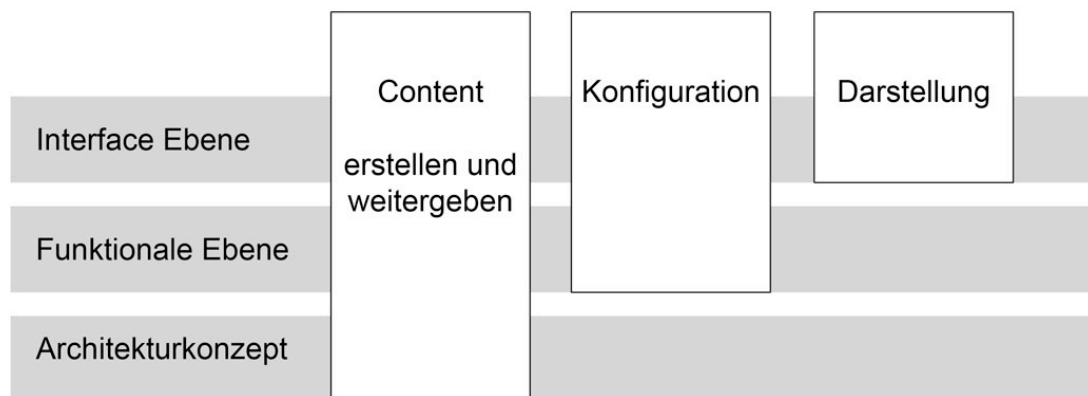 Content
Konfiguration
Darstellung
Interface Ebene
erstellen und
weitergeben
Funktionale Ebene
Architekturkonzept